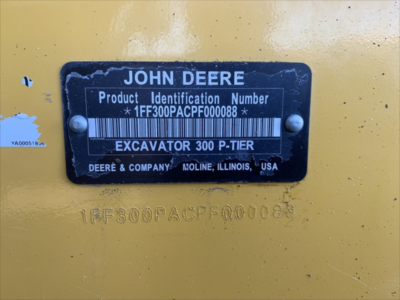 JOHN DEERE
Product Identification Number
*1FF300PACPF000088*
EXCAVATOR 300 P-TIER
DEERE & COMPANY MOLINE, ILLINOIS, USA
1FF300PACPF000088